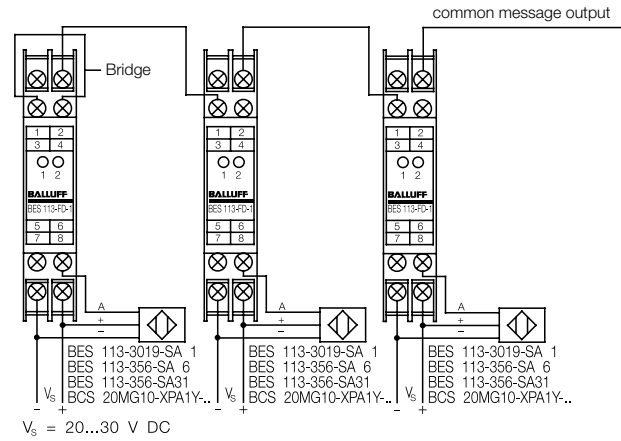 common message output
Bridge
1 2
3 4
1 2
BALLUFF
BES 113-FD-1
5 6
7 8
A
+
−
BES 113-3019-SA 1
BES 113-356-SA 6
BES 113-356-SA31
BCS 20MG10-XPA1Y-..
− Vs +
1 2
3 4
1 2
BALLUFF
BES 113-FD-1
5 6
7 8
A
+
−
BES 113-3019-SA 1
BES 113-356-SA 6
BES 113-356-SA31
BCS 20MG10-XPA1Y-..
− Vs +
1 2
3 4
1 2
BALLUFF
BES 113-FD-1
5 6
7 8
A
+
−
BES 113-3019-SA 1
BES 113-356-SA 6
BES 113-356-SA31
BCS 20MG10-XPA1Y-..
− Vs +
Vs = 20...30 V DC